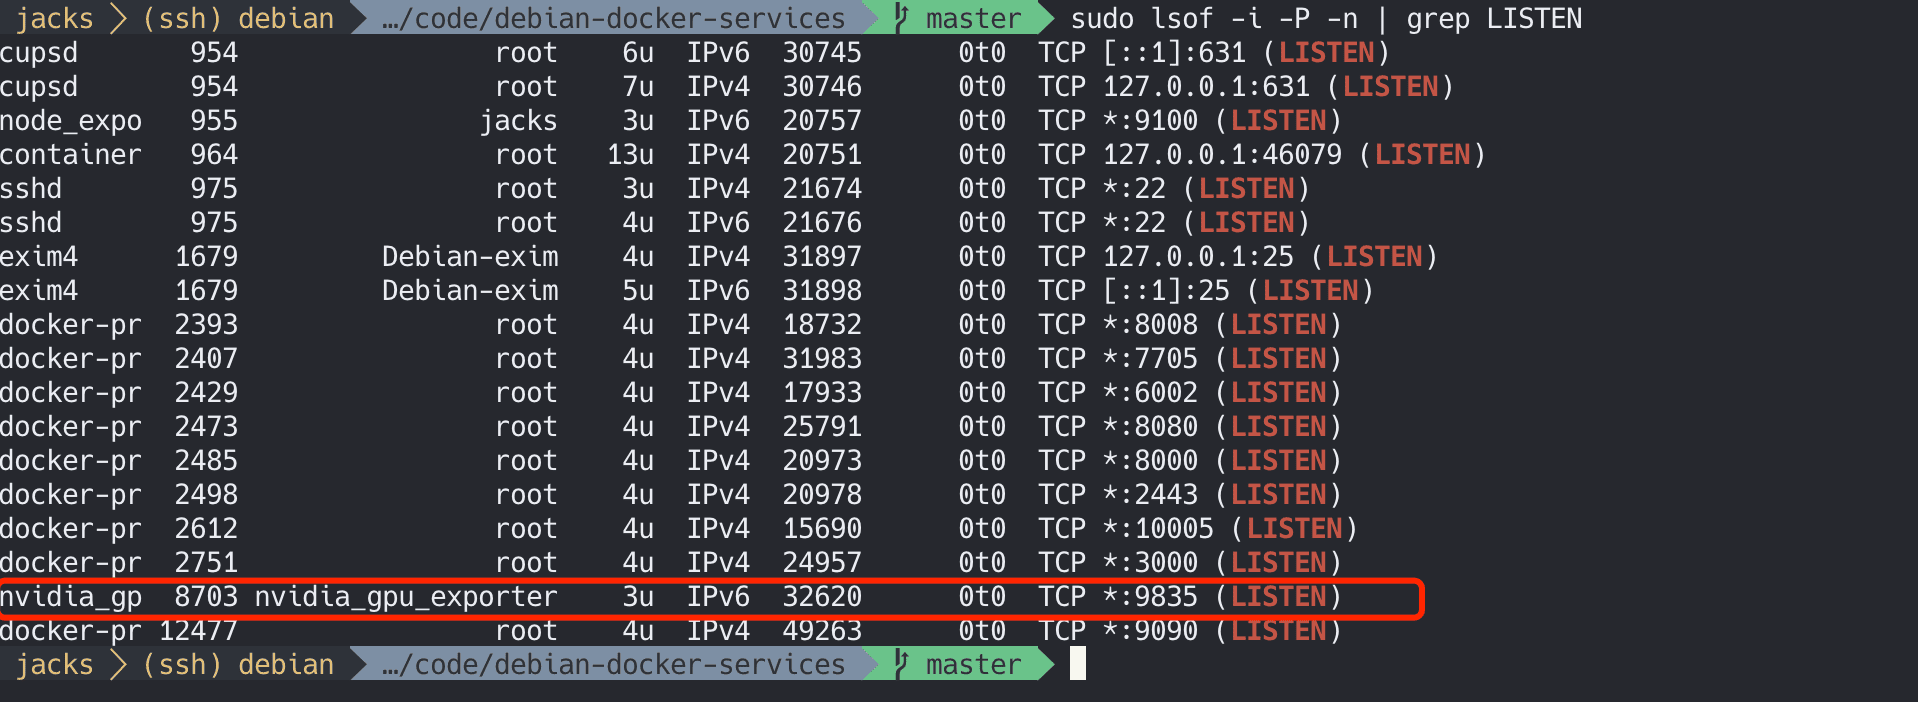 jacks (ssh) debian …/code/debian-docker-services master sudo lsof -i -P -n | grep LISTEN
cupsd 954 root 6u IPv6 30745 0t0 TCP [::1]:631 (LISTEN)
cupsd 954 root 7u IPv4 30746 0t0 TCP 127.0.0.1:631 (LISTEN)
node_expo 955 jacks 3u IPv6 20757 0t0 TCP *:9100 (LISTEN)
container 964 root 13u IPv4 20751 0t0 TCP 127.0.0.1:46079 (LISTEN)
sshd 975 root 3u IPv4 21674 0t0 TCP *:22 (LISTEN)
sshd 975 root 4u IPv6 21676 0t0 TCP *:22 (LISTEN)
exim4 1679 Debian-exim 4u IPv4 31897 0t0 TCP 127.0.0.1:25 (LISTEN)
exim4 1679 Debian-exim 5u IPv6 31898 0t0 TCP [::1]:25 (LISTEN)
docker-pr 2393 root 4u IPv4 18732 0t0 TCP *:8008 (LISTEN)
docker-pr 2407 root 4u IPv4 31983 0t0 TCP *:7705 (LISTEN)
docker-pr 2429 root 4u IPv4 17933 0t0 TCP *:6002 (LISTEN)
docker-pr 2473 root 4u IPv4 25791 0t0 TCP *:8080 (LISTEN)
docker-pr 2485 root 4u IPv4 20973 0t0 TCP *:8000 (LISTEN)
docker-pr 2498 root 4u IPv4 20978 0t0 TCP *:2443 (LISTEN)
docker-pr 2612 root 4u IPv4 15690 0t0 TCP *:10005 (LISTEN)
docker-pr 2751 root 4u IPv4 24957 0t0 TCP *:3000 (LISTEN)
nvidia_gp 8703 nvidia_gpu_exporter 3u IPv6 32620 0t0 TCP *:9835 (LISTEN)
docker-pr 12477 root 4u IPv4 49263 0t0 TCP *:9090 (LISTEN)
jacks (ssh) debian …/code/debian-docker-services master